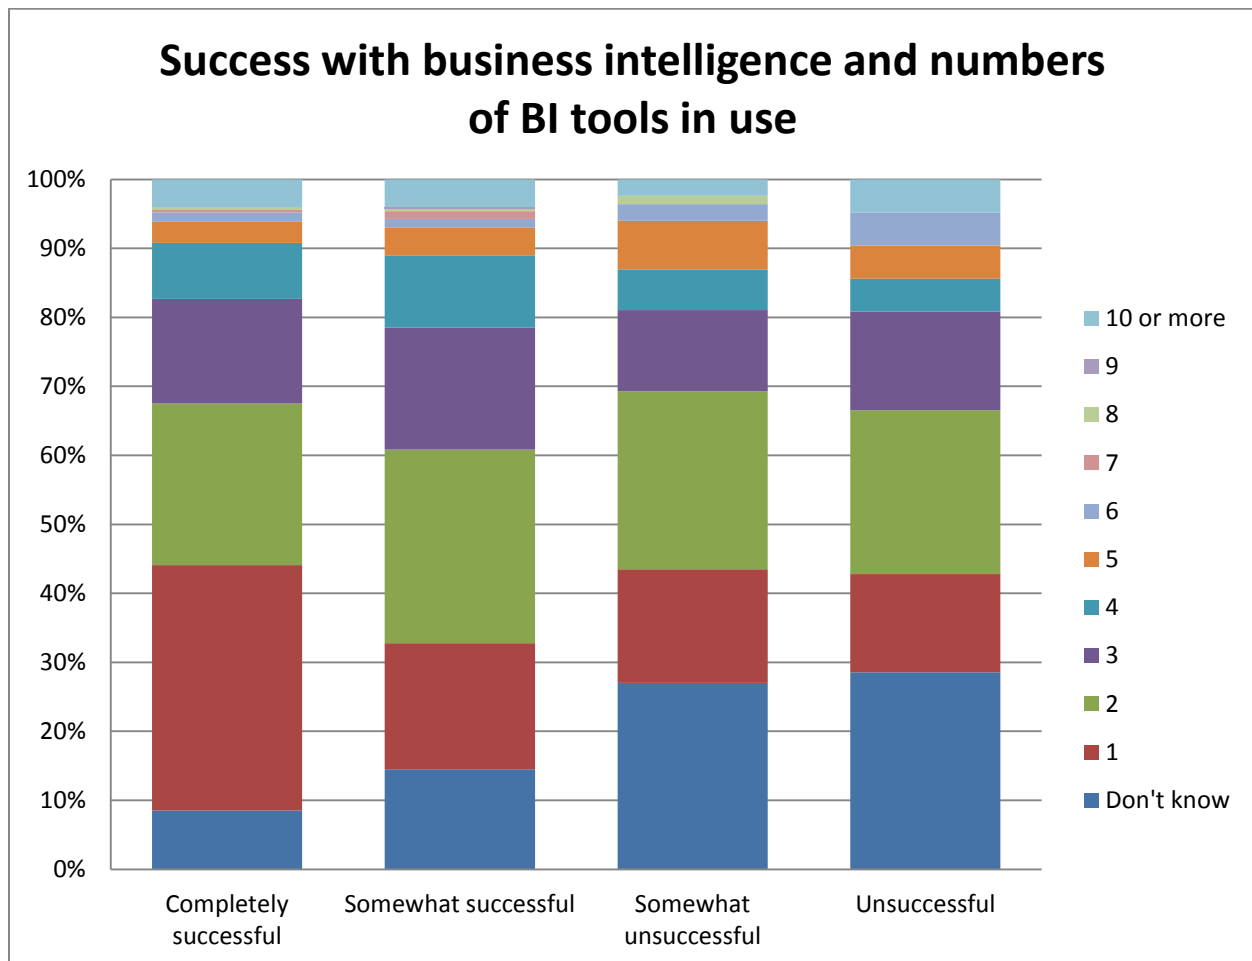 Success with business intelligence and numbers
of BI tools in use
100%
90%
80%
70%
60%
50%
40%
30%
20%
10%
0%
Completely
successful
Somewhat successful
Somewhat
unsuccessful
Unsuccessful
10 or more
9
8
7
6
5
4
3
2
1
Don't know